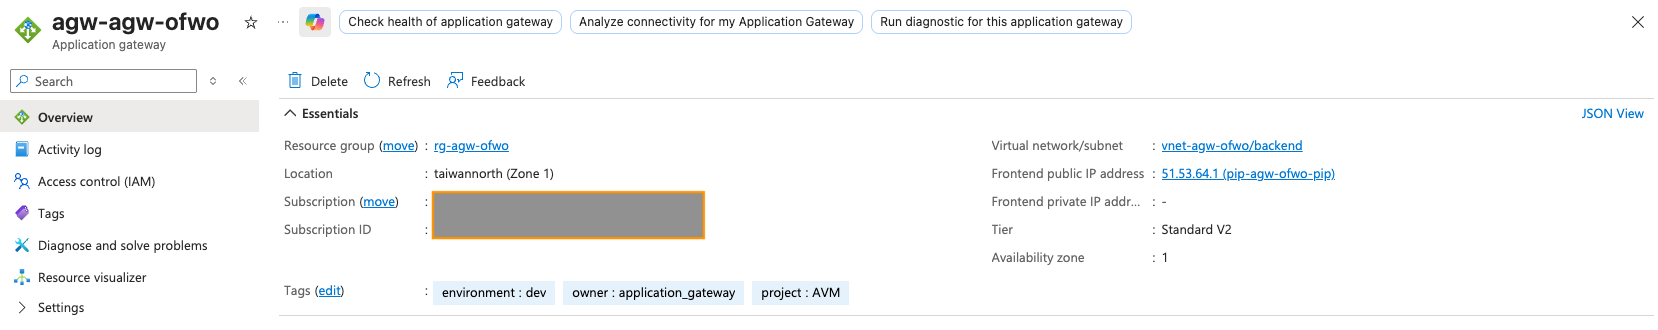 agw-agw-ofwo
Application gateway
Check health of application gateway
Analyze connectivity for my Application Gateway
Run diagnostic for this application gateway
Search
Overview
Activity log
Access control (IAM)
Tags
Diagnose and solve problems
Resource visualizer
Settings
Delete Refresh Feedback
Essentials
JSON View
Resource group (move) : rg-agw-ofwo
Location : taiwannorth (Zone 1)
Subscription (move) :
Subscription ID :
Virtual network/subnet : vnet-agw-ofwo/backend
Frontend public IP address : 51.53.64.1 (pip-agw-ofwo-pip)
Frontend private IP addr... : -
Tier : Standard V2
Availability zone : 1
Tags (edit) : environment : dev owner : application_gateway project : AVM